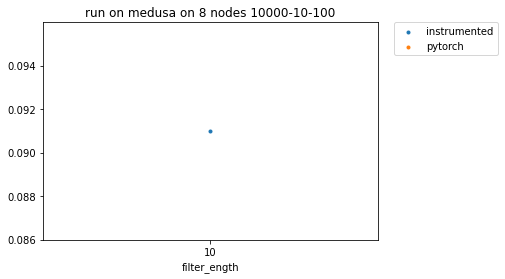 run on medusa on 8 nodes 10000-10-100
instrumented
pytorch
0.094
0.092
0.090
0.088
0.086
10
filter_ength